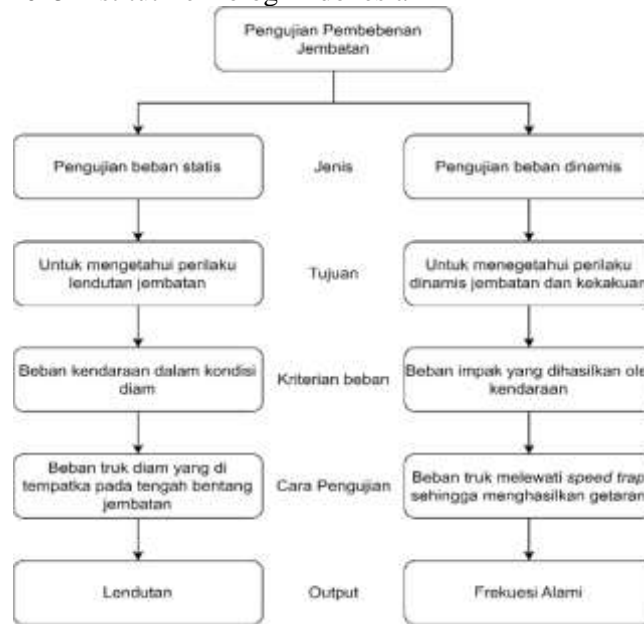 Pengujian Pembebenan
Jembatan
Pengujian beban statis
Jenis
Pengujian beban dinamis
Untuk mengetahui perilaku
lendutan jembatan
Tujuan
Untuk menegetahui perilaku
dinamis jembatan dan kekakuan
Beban kendaraan dalam kondisi
diam
Kriterian beban
Beban impak yang dihasilkan ole
kendaraan
Beban truk diam yang di
tempatka pada tengah bentang
jembatan
Cara Pengujian
Beban truk melewati speed trap
sehingga menghasilkan getaran
Lendutan
Output
Frekuesi Alami